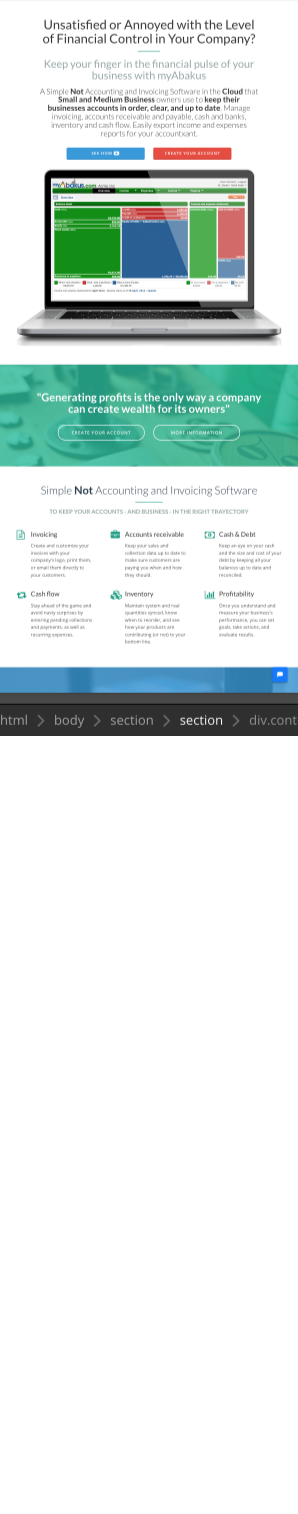 Unsatisfied or Annoyed with the Level
of Financial Control in Your Company?
Keep your finger in the financial pulse of your
business with myAbakus
A Simple Not Accounting and Invoicing Software in the Cloud that
Small and Medium Business owners use to keep their
businesses accounts in order, clear, and up to date. Manage
invoicing, accounts receivable and payable, cash and banks,
inventory and cash flow. Easily export income and expenses
reports for your accountxant.
SEE HOW
CREATE YOUR ACCOUNT
myAbakus.com
"Generating profits is the only way a company
can create wealth for its owners"
CREATE YOUR ACCOUNT
MORE INFORMATION
Simple Not Accounting and Invoicing Software
TO KEEP YOUR ACCOUNTS - AND BUSINESS - IN THE RIGHT TRAYECTORY
Invoicing
Create and customize your
invoices with your
company's logo, print them,
or email them directly to
your customers.
Accounts receivable
Keep your sales and
collection data up to date to
make sure customers are
paying you when and how
they should.
Cash & Debt
Keep an eye on your cash
and the size and cost of your
debt by keeping all your
balances up to date and
reconciled.
Cash flow
Stay ahead of the game and
avoid nasty surprises by
entering pending collections
and payments, as well as
recurring expenses.
Inventory
Maintain system and real
quantities synced, know
when to reorder, and see
how your products are
contributing (or not) to your
bottom line.
Profitability
Once you understand and
measure your business's
performance, you can set
goals, take actions, and
evaluate results.
html > body > section > section > div.cont